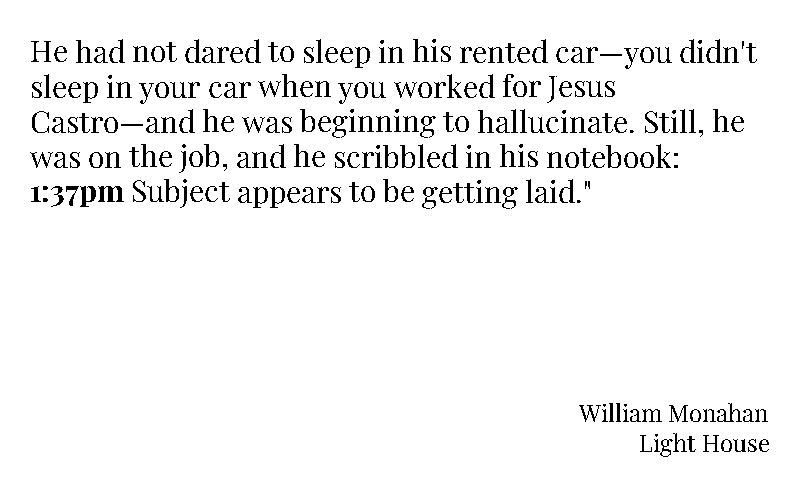 He had not dared to sleep in his rented car—you didn't
sleep in your car when you worked for Jesus
Castro—and he was beginning to hallucinate. Still, he
was on the job, and he scribbled in his notebook:
1:37pm Subject appears to be getting laid."
William Monahan
Light House